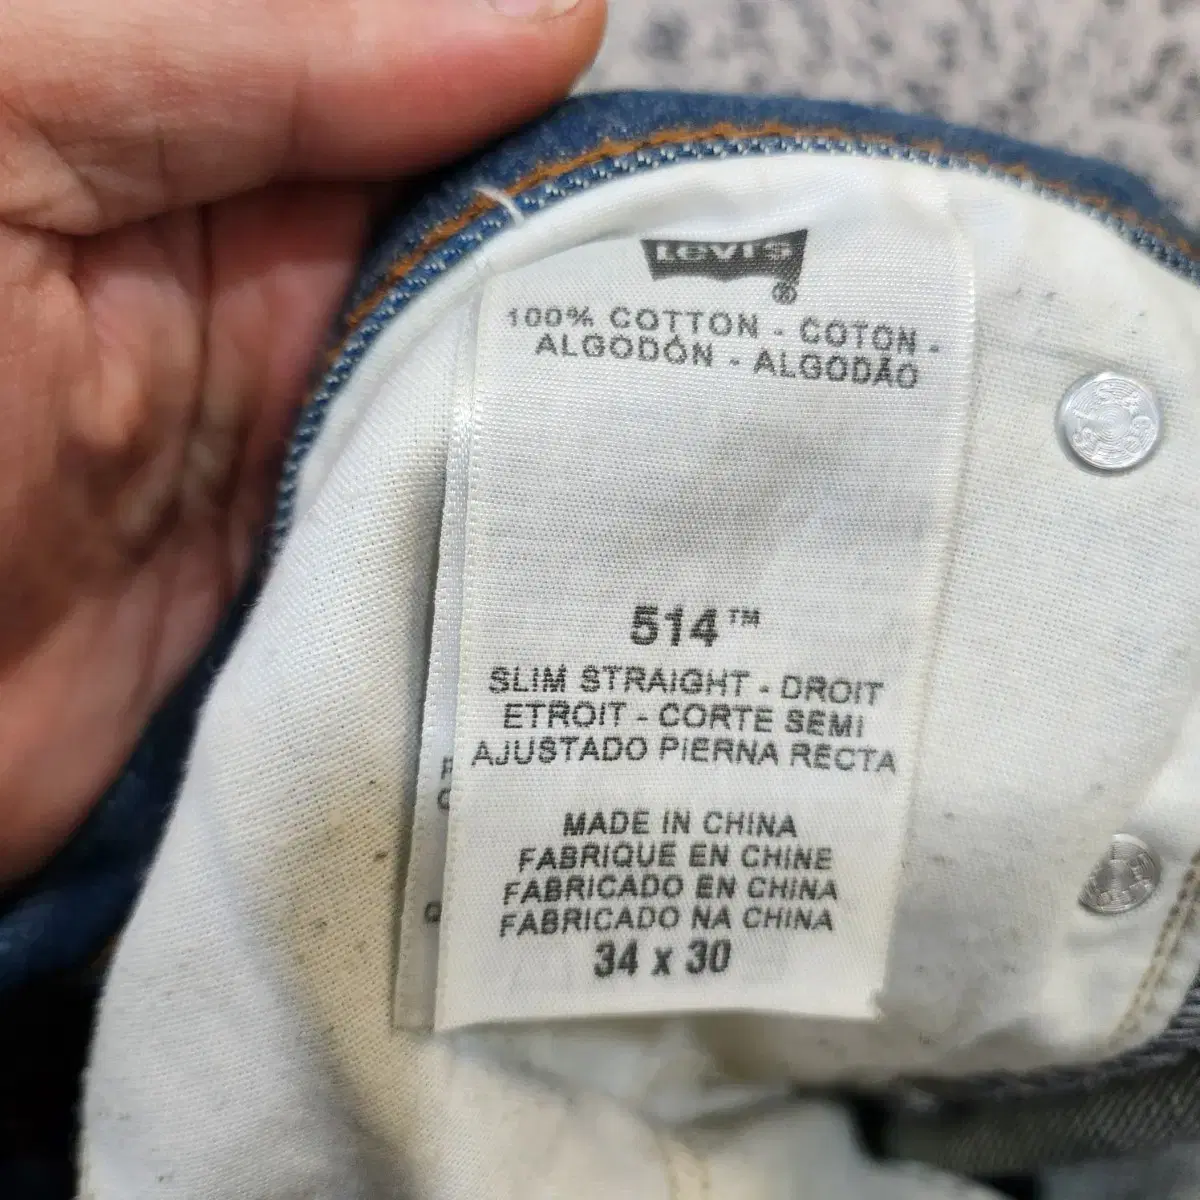 Levi's
®
100% COTTON - COTON -
ALGODÓN - ALGODÃO
514™
SLIM STRAIGHT - DROIT
ETROIT - CORTE SEMI
AJUSTADO PIERNA RECTA
MADE IN CHINA
FABRIQUE EN CHINE
FABRICADO EN CHINA
FABRICADO NA CHINA
34 x 30